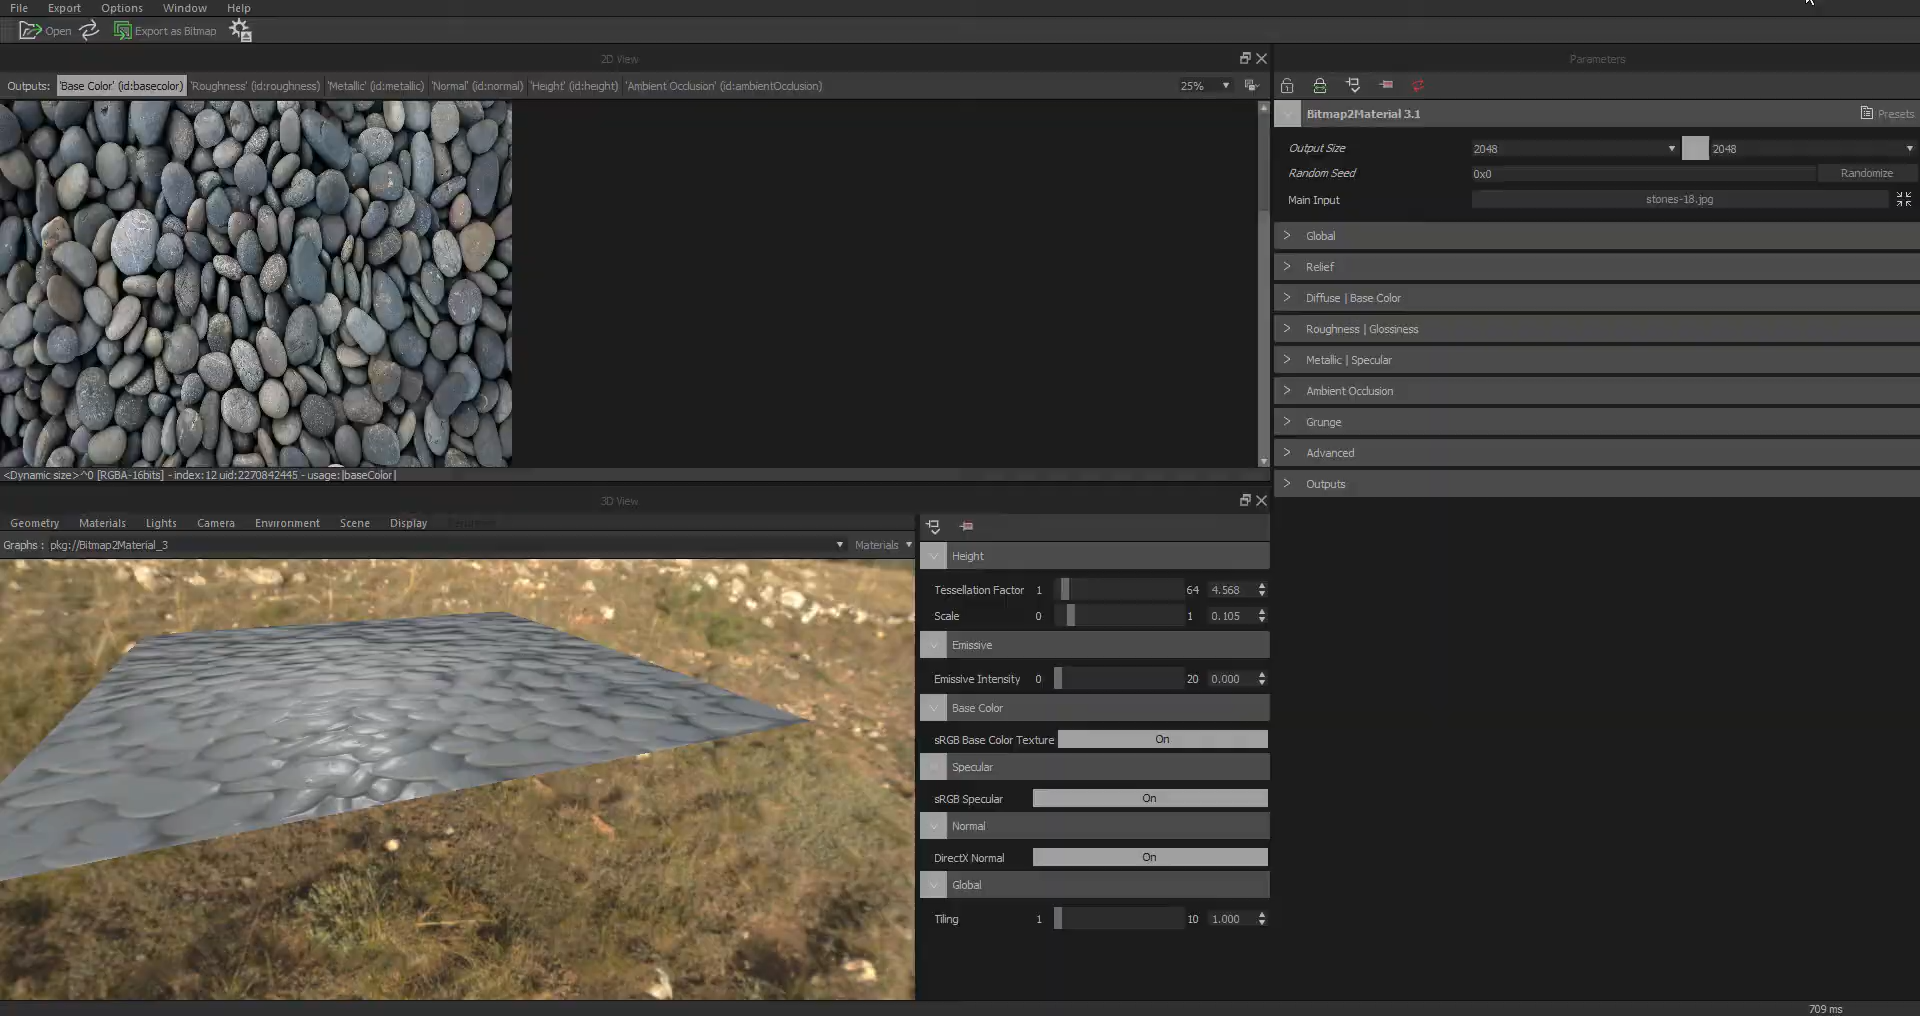 File Export Options Window Help
Open Export as Bitmap
2D View
Outputs: 'Base Color' (id:basecolor) 'Roughness' (id:roughness) 'Metallic' (id:metallic) 'Normal' (id:normal) 'Height' (id:height) 'Ambient Occlusion' (id:ambientOcclusion) 25%
<Dynamic size>^0 [RGBA-16bits] - index:12 uid:2270842445 - usage:|baseColor|
3D View
Geometry Materials Lights Camera Environment Scene Display
Graphs : pkg://Bitmap2Material_3 Materials
Height
Tessellation Factor 1 64 4.568
Scale 0 1 0.105
Emissive
Emissive Intensity 0 20 0.000
Base Color
sRGB Base Color Texture On
Specular
sRGB Specular On
Normal
DirectX Normal On
Global
Tiling 1 10 1.000
Parameters
Bitmap2Material 3.1 Presets
Output Size 2048 2048
Random Seed 0x0 Randomize
Main Input stones-18.jpg
Global
Relief
Diffuse | Base Color
Roughness | Glossiness
Metallic | Specular
Ambient Occlusion
Grunge
Advanced
Outputs
709 ms